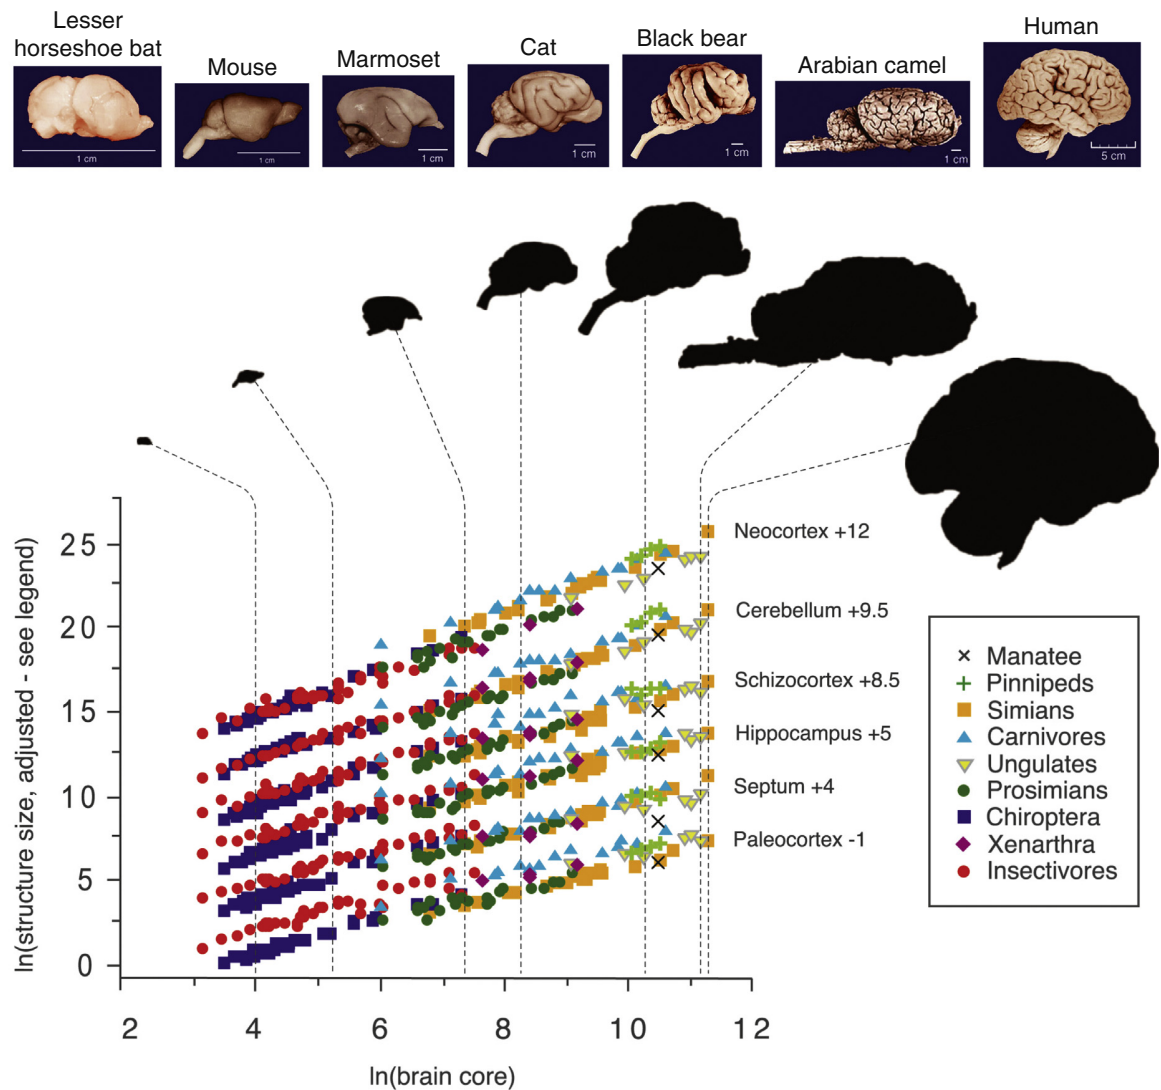 Lesser
horseshoe bat
Mouse
Marmoset
Cat
Black bear
Arabian camel
Human
1 cm
1 cm
1 cm
1 cm
1 cm
1 cm
5 cm
ln(structure size, adjusted - see legend)
25
20
15
10
5
0
2
4
6
8
10
12
ln(brain core)
Neocortex +12
Cerebellum +9.5
Schizocortex +8.5
Hippocampus +5
Septum +4
Paleocortex -1
Manatee
Pinnipeds
Simians
Carnivores
Ungulates
Prosimians
Chiroptera
Xenarthra
Insectivores